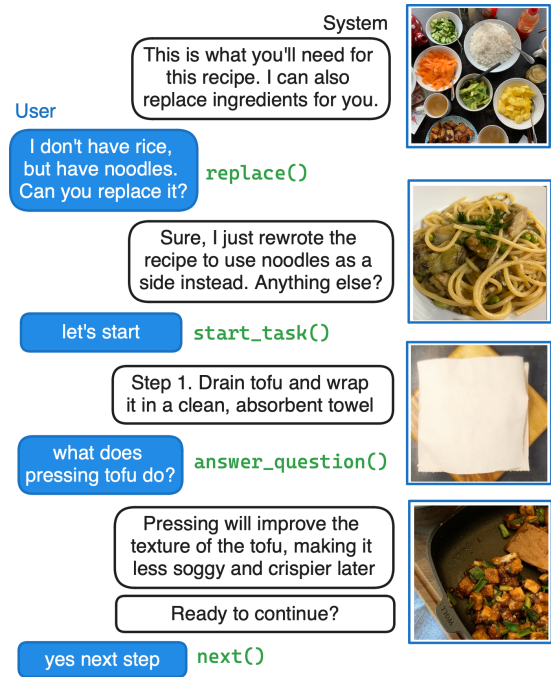 System
This is what you'll need for
this recipe. I can also
replace ingredients for you.
User
I don't have rice,
but have noodles.
Can you replace it?
replace()
Sure, I just rewrote the
recipe to use noodles as a
side instead. Anything else?
let's start
start_task()
Step 1. Drain tofu and wrap
it in a clean, absorbent towel
what does
pressing tofu do?
answer_question()
Pressing will improve the
texture of the tofu, making it
less soggy and crispier later
Ready to continue?
yes next step
next()